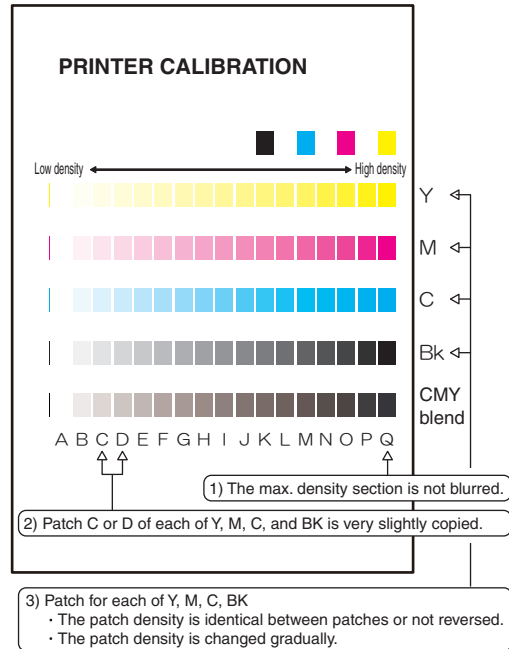 PRINTER CALIBRATION
Low density High density
Y
M
C
Bk
CMY
blend
A B C D E F G H I J K L M N O P Q
1) The max. density section is not blurred.
2) Patch C or D of each of Y, M, C, and BK is very slightly copied.
3) Patch for each of Y, M, C, BK
· The patch density is identical between patches or not reversed.
· The patch density is changed gradually.